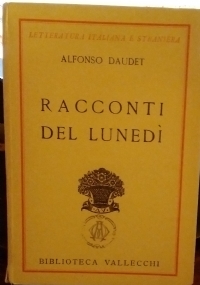 LETTERATURA ITALIANA E STRANIERA
ALFONSO DAUDET
RACCONTI
DEL LUNEDÌ
BIBLIOTECA VALLECCHI